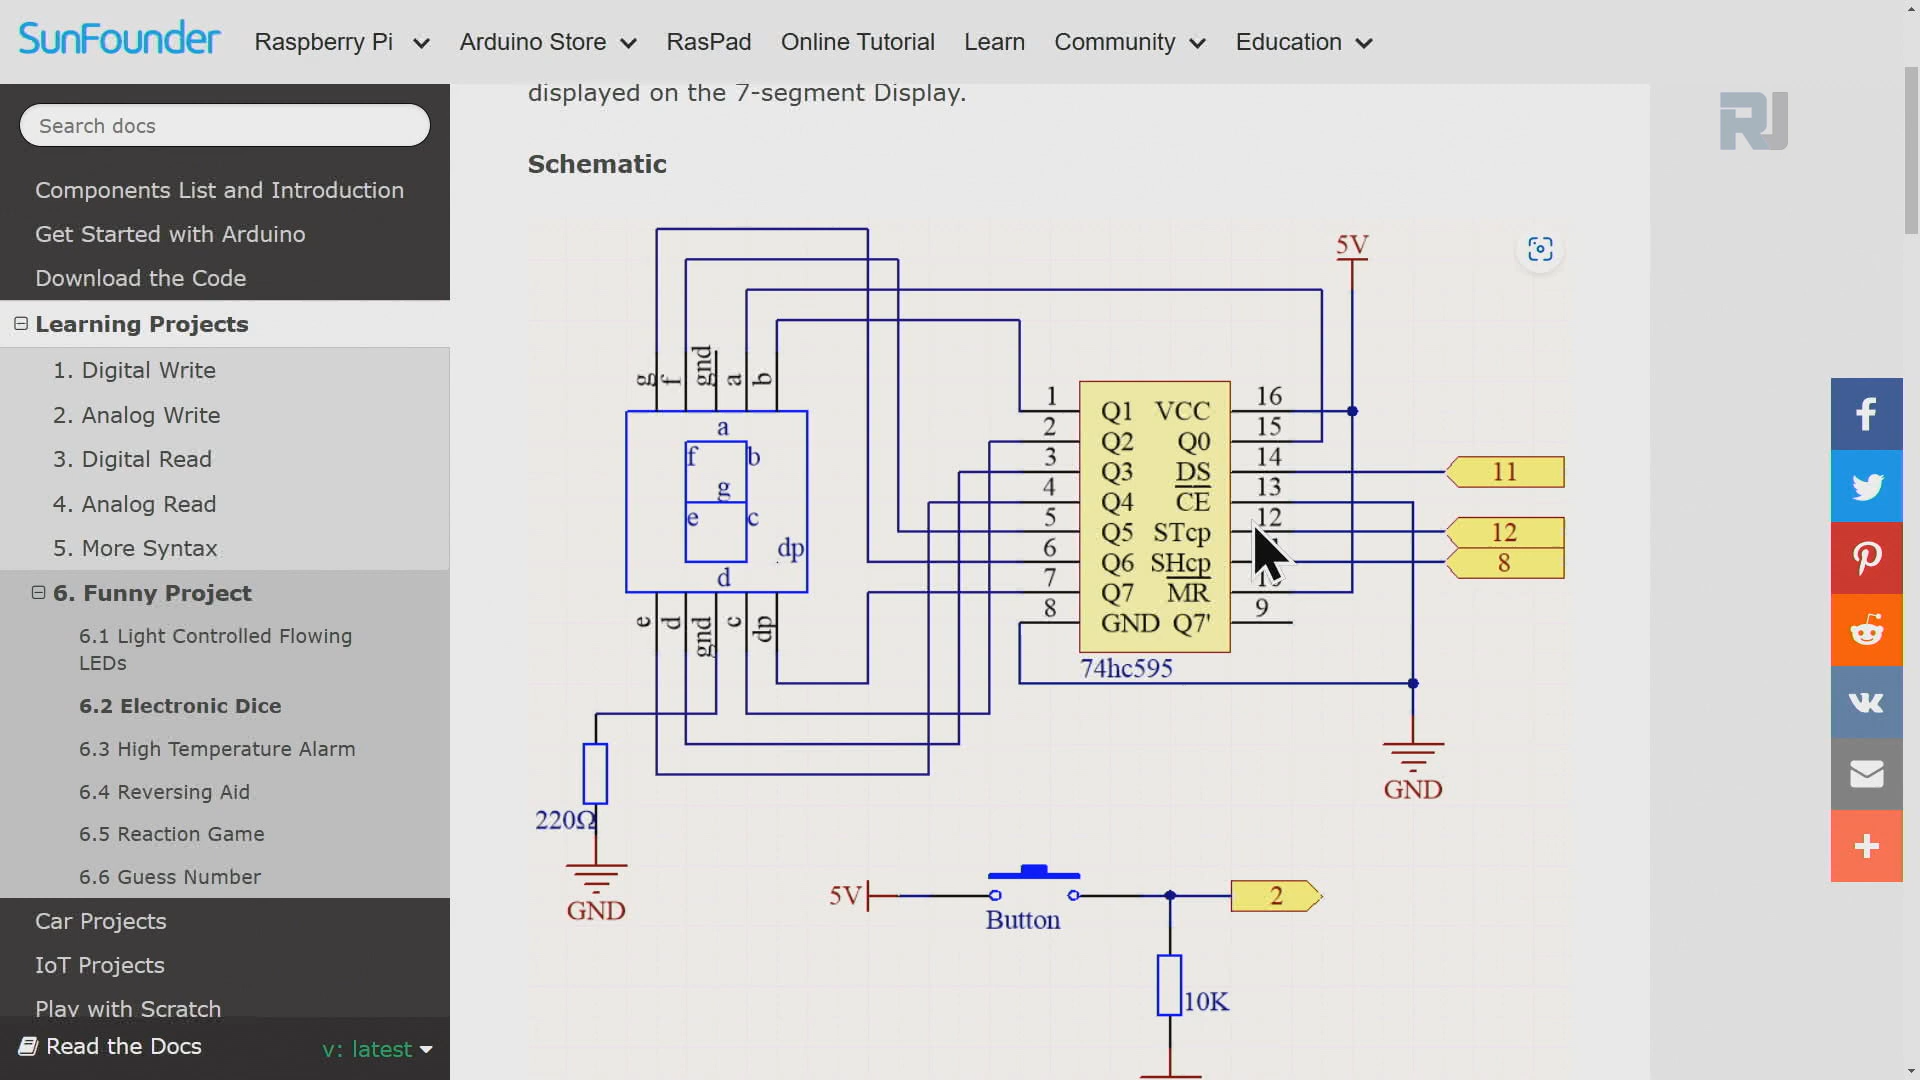 SunFounder
Raspberry Pi
Arduino Store
RasPad
Online Tutorial
Learn
Community
Education
Search docs
Components List and Introduction
Get Started with Arduino
Download the Code
Learning Projects
1. Digital Write
2. Analog Write
3. Digital Read
4. Analog Read
5. More Syntax
6. Funny Project
6.1 Light Controlled Flowing
LEDs
6.2 Electronic Dice
6.3 High Temperature Alarm
6.4 Reversing Aid
6.5 Reaction Game
6.6 Guess Number
Car Projects
IoT Projects
Play with Scratch
Read the Docs
v: latest
displayed on the 7-segment Display.
RJ
Schematic
5V
g f gnd a b
a
f b
g
e c
dp
d
e d gnd c dp
1 Q1 VCC 16
2 Q2 Q0 15
3 Q3 DS 14 11
4 Q4 CE 13
5 Q5 STcp 12 12
6 Q6 SHcp 8
7 Q7 MR
8 GND Q7' 9
74hc595
GND
220Ω
GND
5V
Button
2
10K